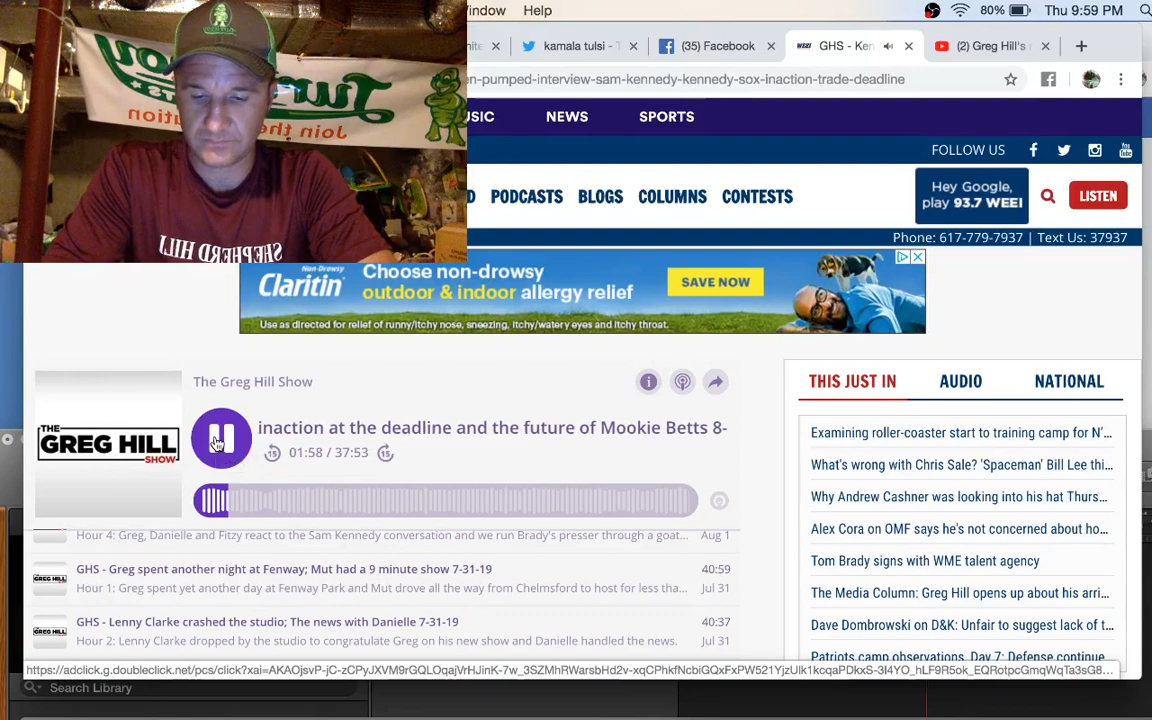 indow Help 80% Thu 9:59 PM
kamala tulsi - T (35) Facebook GHS - Ken (2) Greg Hill's
n-pumped-interview-sam-kennedy-kennedy-sox-inaction-trade-deadline
USIC NEWS SPORTS
FOLLOW US
PODCASTS BLOGS COLUMNS CONTESTS
Hey Google,
play 93.7 WEEI
LISTEN
Phone: 617-779-7937 | Text Us: 37937
Join the
SHEPHERD HILL
Non-Drowsy
Claritin
Choose non-drowsy
outdoor & indoor allergy relief
SAVE NOW
Use as directed for relief of runny/itchy nose, sneezing, itchy/watery eyes and itchy throat.
The Greg Hill Show
THE
GREG HILL
SHOW
inaction at the deadline and the future of Mookie Betts 8-
15 01:58 / 37:53 15
Hour 4: Greg, Danielle and Fitzy react to the Sam Kennedy conversation and we run Brady's presser through a goat... Aug 1
GHS - Greg spent another night at Fenway; Mut had a 9 minute show 7-31-19 40:59
Hour 1: Greg spent yet another day at Fenway Park and Mut drove all the way from Chelmsford to host for less tha... Jul 31
GHS - Lenny Clarke crashed the studio; The news with Danielle 7-31-19 40:37
Hour 2: Lenny Clarke dropped by the studio to congratulate Greg on his new show and Danielle handled the news. Jul 31
THIS JUST IN AUDIO NATIONAL
Examining roller-coaster start to training camp for N'...
What's wrong with Chris Sale? 'Spaceman' Bill Lee thi...
Why Andrew Cashner was looking into his hat Thurs...
Alex Cora on OMF says he's not concerned about ho...
Tom Brady signs with WME talent agency
The Media Column: Greg Hill opens up about his arri...
Dave Dombrowski on D&K: Unfair to suggest lack of t...
Patriots camp observations, Day 7: Defense continue
Search Library